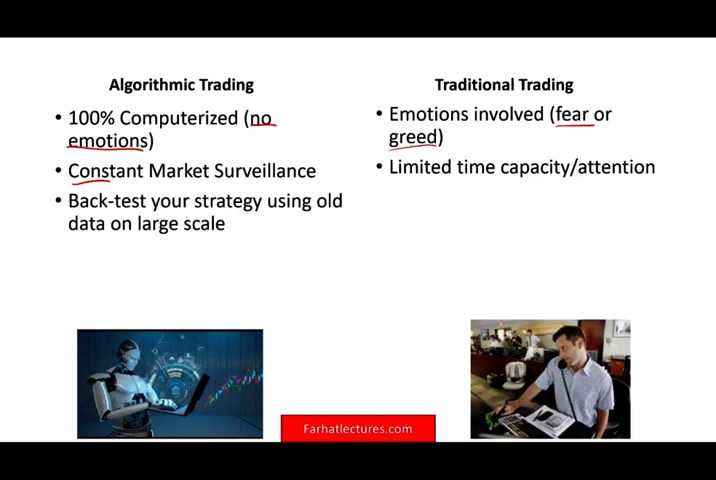 Algorithmic Trading
• 100% Computerized (no
emotions)
• Constant Market Surveillance
• Back-test your strategy using old
data on large scale
Traditional Trading
• Emotions involved (fear or
greed)
• Limited time capacity/attention
Farhatlectures.com